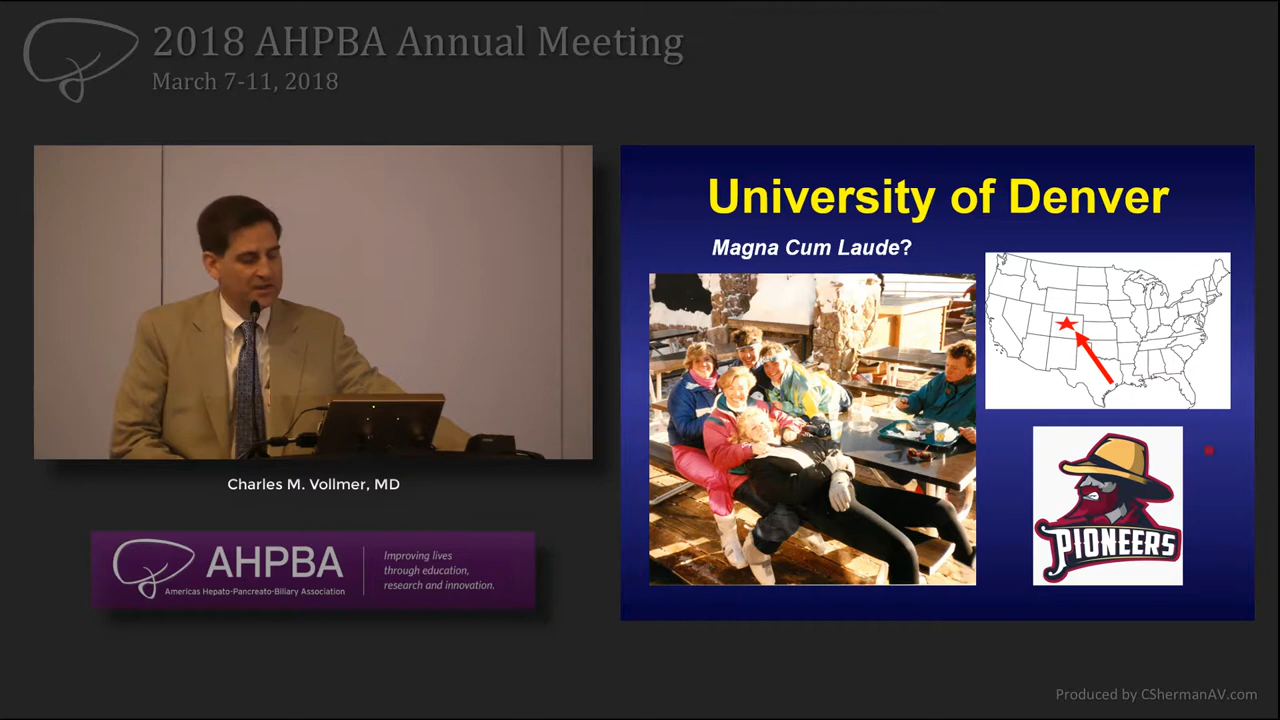 2018 AHPBA Annual Meeting
March 7-11, 2018
University of Denver
Magna Cum Laude?
PIONEERS
Charles M. Vollmer, MD
AHPBA
Americas Hepato-Pancreato-Biliary Association
Improving lives
through education,
research and innovation.
Produced by CShermanAV.com